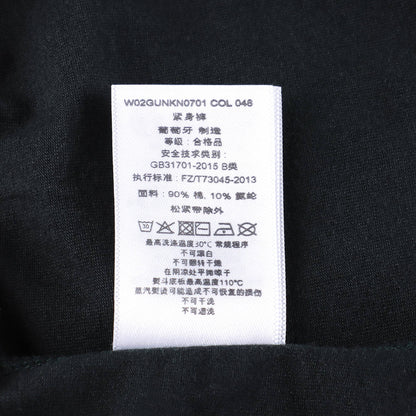 W02GUNKN0701 COL 046
紧身裤
葡萄牙 制造
等级: 合格品
安全技术类别:
GB31701-2015 B类
执行标准: FZ/T73045-2013
面料: 90% 棉, 10% 氨纶
松紧带除外
30
最高洗涤温度30°C 常规程序
不可漂白
不可翻转干燥
在阴凉处平摊晾干
熨斗底板最高温度110°C
蒸汽熨烫可能造成不可恢复的损伤
不可干洗
不可湿洗